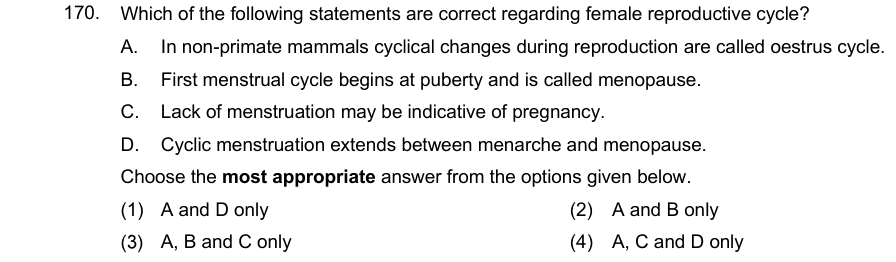 170. Which of the following statements are correct regarding female reproductive cycle?
A. In non-primate mammals cyclical changes during reproduction are called oestrus cycle.
B. First menstrual cycle begins at puberty and is called menopause.
C. Lack of menstruation may be indicative of pregnancy.
D. Cyclic menstruation extends between menarche and menopause.
Choose the most appropriate answer from the options given below.
(1) A and D only (2) A and B only
(3) A, B and C only (4) A, C and D only